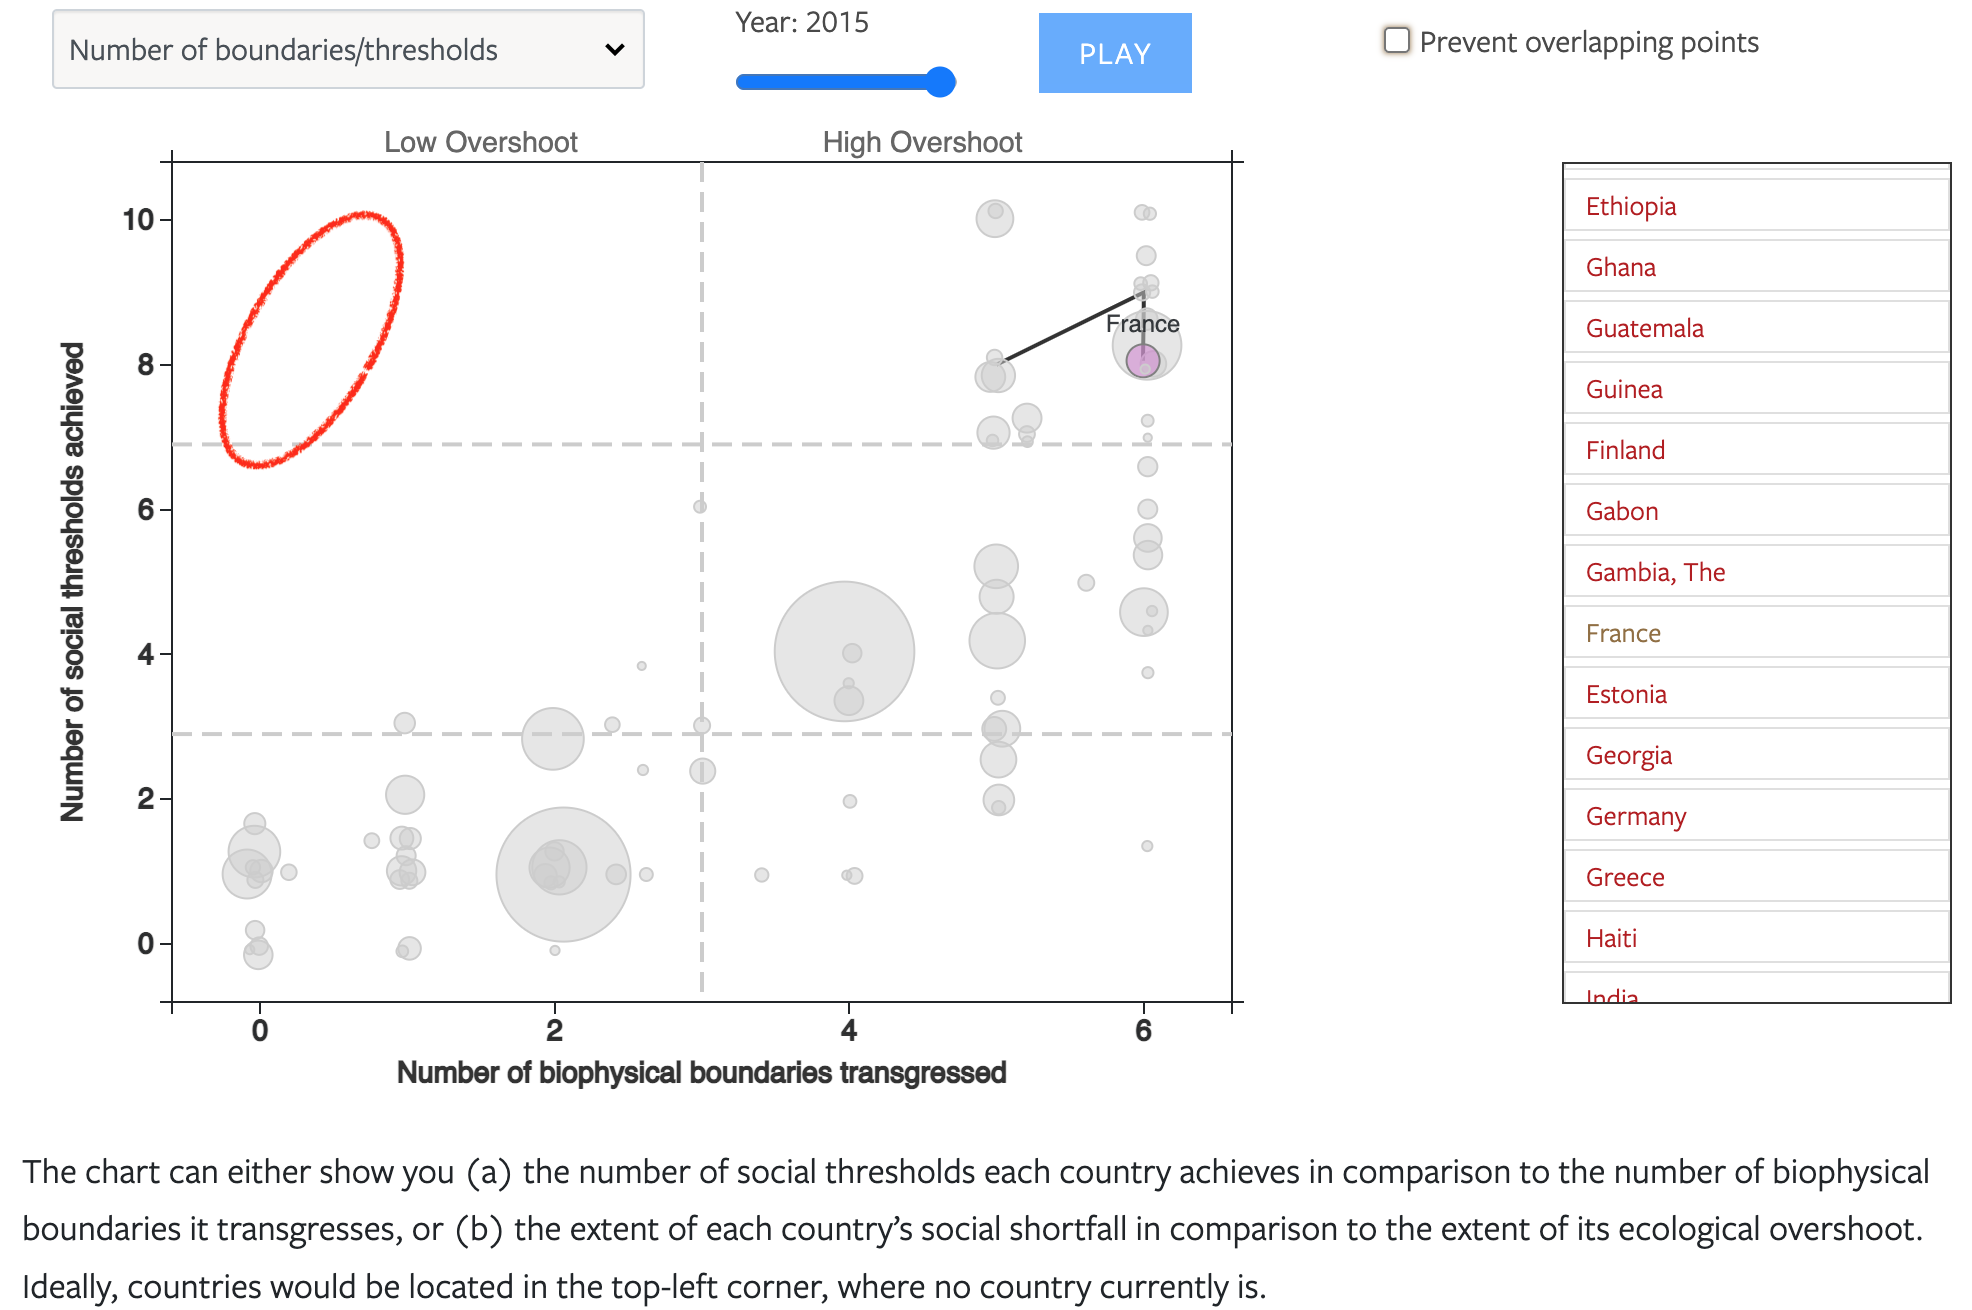 Number of boundaries/thresholds
Year: 2015
PLAY
Prevent overlapping points
Low Overshoot
High Overshoot
10
8
6
4
2
0
Number of social thresholds achieved
France
0
2
4
6
Number of biophysical boundaries transgressed
Ethiopia
Ghana
Guatemala
Guinea
Finland
Gabon
Gambia, The
France
Estonia
Georgia
Germany
Greece
Haiti
India
The chart can either show you (a) the number of social thresholds each country achieves in comparison to the number of biophysical
boundaries it transgresses, or (b) the extent of each country’s social shortfall in comparison to the extent of its ecological overshoot.
Ideally, countries would be located in the top-left corner, where no country currently is.